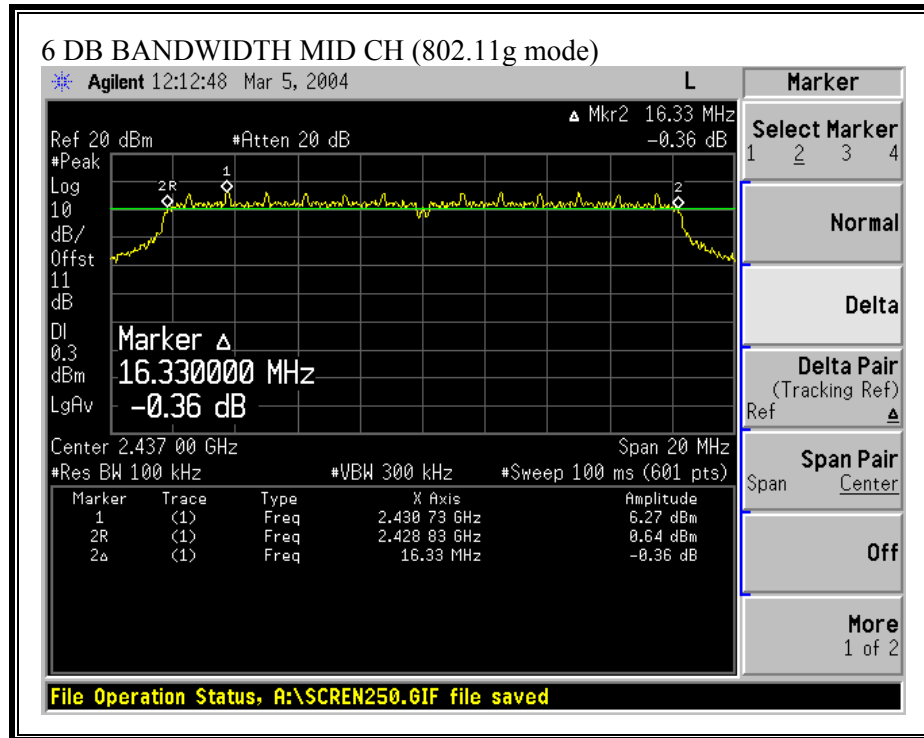 6 DB BANDWIDTH MID CH (802.11g mode)
Agilent 12:12:48 Mar 5, 2004 L
Marker
Δ Mkr2 16.33 MHz
Ref 20 dBm #Atten 20 dB -0.36 dB
#Peak
Log
10
dB/
Offst
11
dB
DI
0.3
dBm
LgAv
1
2R
2
Marker Δ
16.330000 MHz
-0.36 dB
Center 2.437 00 GHz Span 20 MHz
#Res BW 100 kHz #VBW 300 kHz #Sweep 100 ms (601 pts)
Marker Trace Type X Axis Amplitude
1 (1) Freq 2.430 73 GHz 6.27 dBm
2R (1) Freq 2.428 83 GHz 0.64 dBm
2Δ (1) Freq 16.33 MHz -0.36 dB
Select Marker
1 2 3 4
Normal
Delta
Delta Pair
(Tracking Ref)
Ref Δ
Span Pair
Span Center
Off
More
1 of 2
File Operation Status, A:\SCREN250.GIF file saved